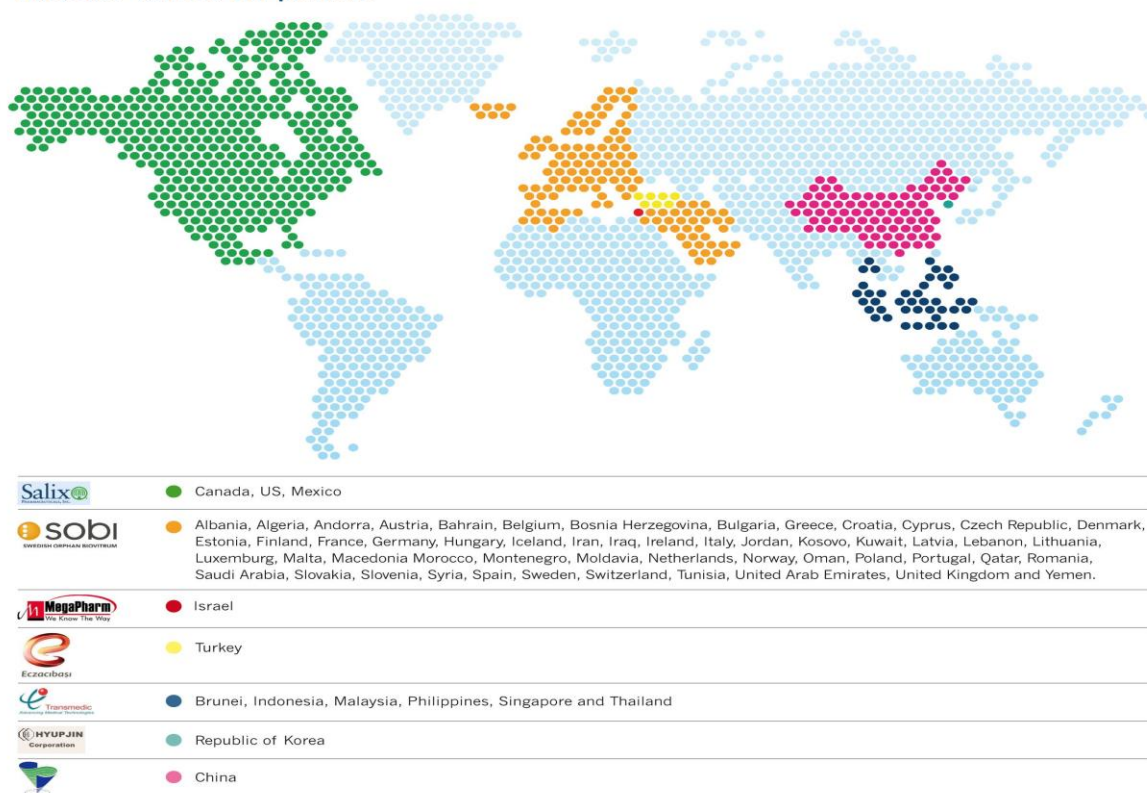 Salix
Canada, US, Mexico
sobi
SWEDISH ORPHAN BIOVITRUM
Albania, Algeria, Andorra, Austria, Bahrain, Belgium, Bosnia Herzegovina, Bulgaria, Greece, Croatia, Cyprus, Czech Republic, Denmark,
Estonia, Finland, France, Germany, Hungary, Iceland, Iran, Iraq, Ireland, Italy, Jordan, Kosovo, Kuwait, Latvia, Lebanon, Lithuania,
Luxemburg, Malta, Macedonia Morocco, Montenegro, Moldavia, Netherlands, Norway, Oman, Poland, Portugal, Qatar, Romania,
Saudi Arabia, Slovakia, Slovenia, Syria, Spain, Sweden, Switzerland, Tunisia, United Arab Emirates, United Kingdom and Yemen.
MegaPharm
We Know The Way
Israel
Eczacıbaşı
Turkey
Transmedic
Advancing Medical Technologies
Brunei, Indonesia, Malaysia, Philippines, Singapore and Thailand
HYUPJIN
Corporation
Republic of Korea
China